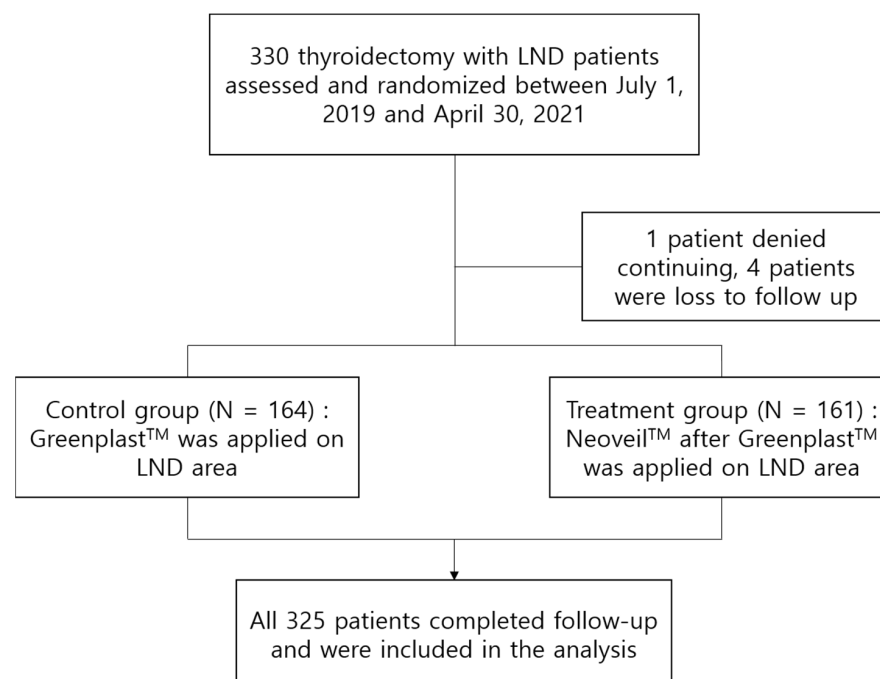 330 thyroidectomy with LND patients
assessed and randomized between July 1,
2019 and April 30, 2021
1 patient denied
continuing, 4 patients
were loss to follow up
Control group (N = 164) :
Greenplast™ was applied on
LND area
Treatment group (N = 161) :
Neoveil™ after Greenplast™
was applied on LND area
All 325 patients completed follow-up
and were included in the analysis